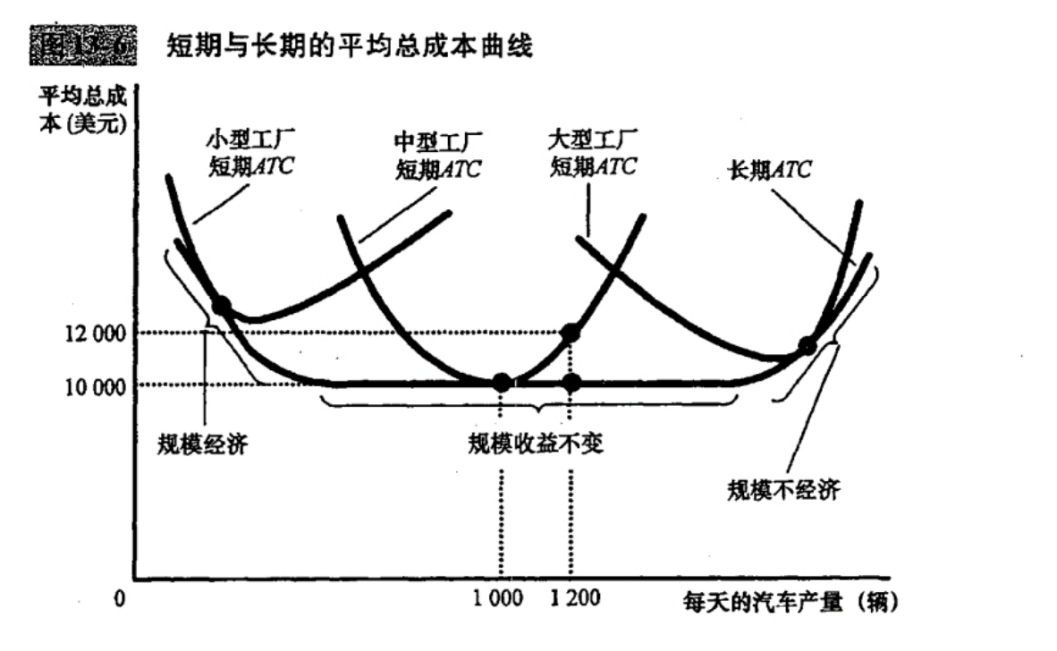 图13-6 短期与长期的平均总成本曲线
平均总成
本(美元)
小型工厂
短期ATC
中型工厂
短期ATC
大型工厂
短期ATC
长期ATC
12 000
10 000
规模经济
规模收益不变
规模不经济
0
1 000
1 200
每天的汽车产量(辆)